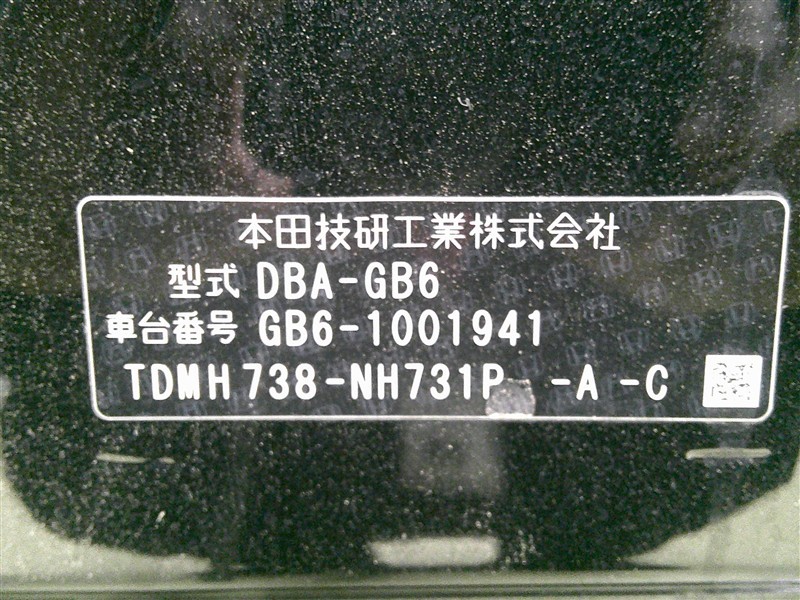 本田技研工業株式会社
型式 DBA-GB6
車台番号 GB6-1001941
TDMH738-NH731P -A -C